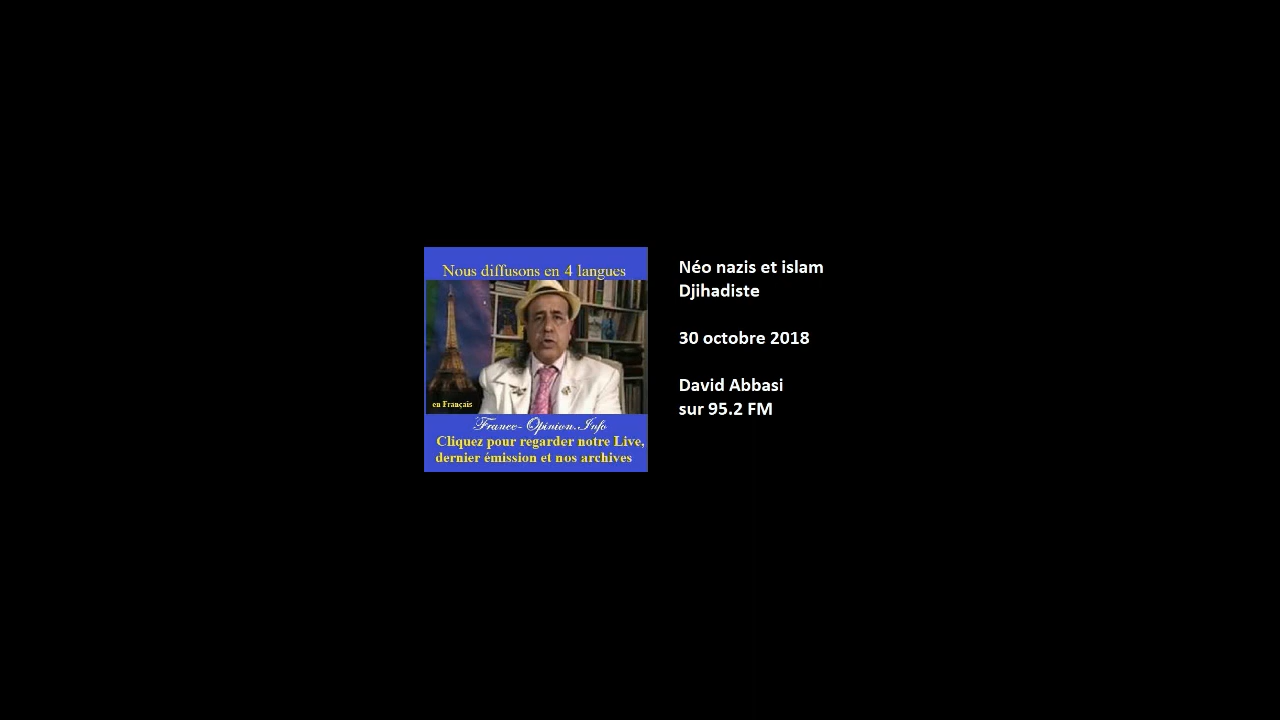 Nous diffusons en 4 langues
en Français
France-Opinion.Info
Cliquez pour regarder notre Live,
dernier émission et nos archives
Néo nazis et islam
Djihadiste
30 octobre 2018
David Abbasi
sur 95.2 FM